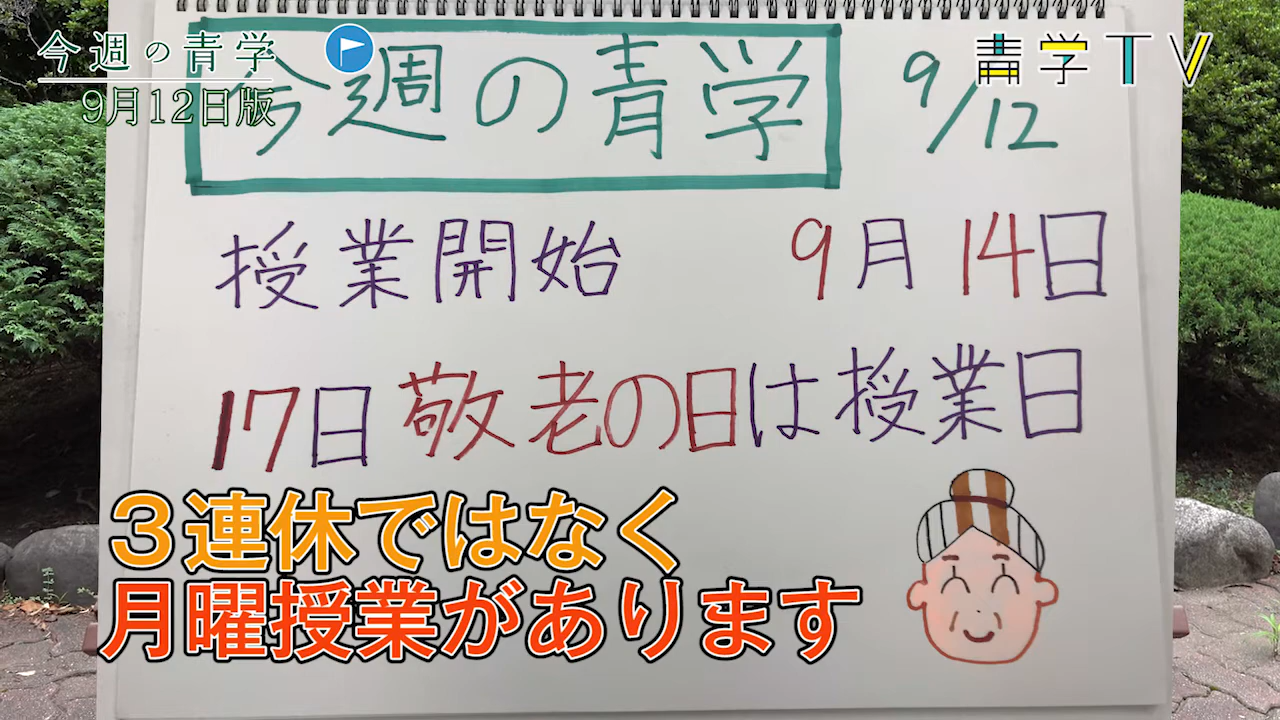 今週の青学
9月12日版
青学TV
今週の青学 9/12
授業開始 9月14日
17日敬老の日は授業日
３連休ではなく
月曜授業があります